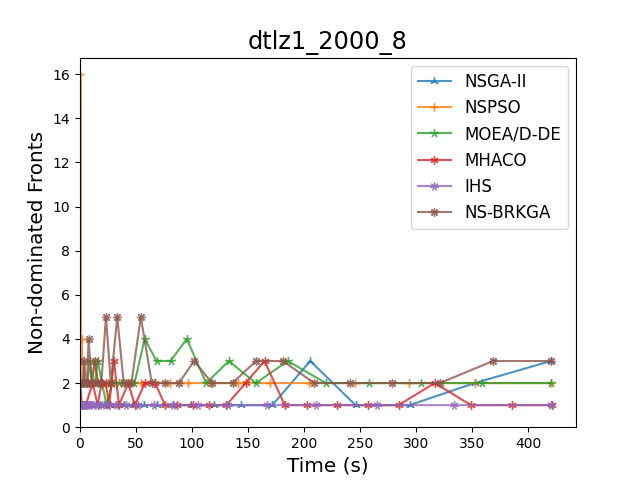 dtlz1_2000_8
Non-dominated Fronts
16
14
12
10
8
6
4
2
0
0 50 100 150 200 250 300 350 400
Time (s)
NSGA-II
NSPSO
MOEA/D-DE
MHACO
IHS
NS-BRKGA